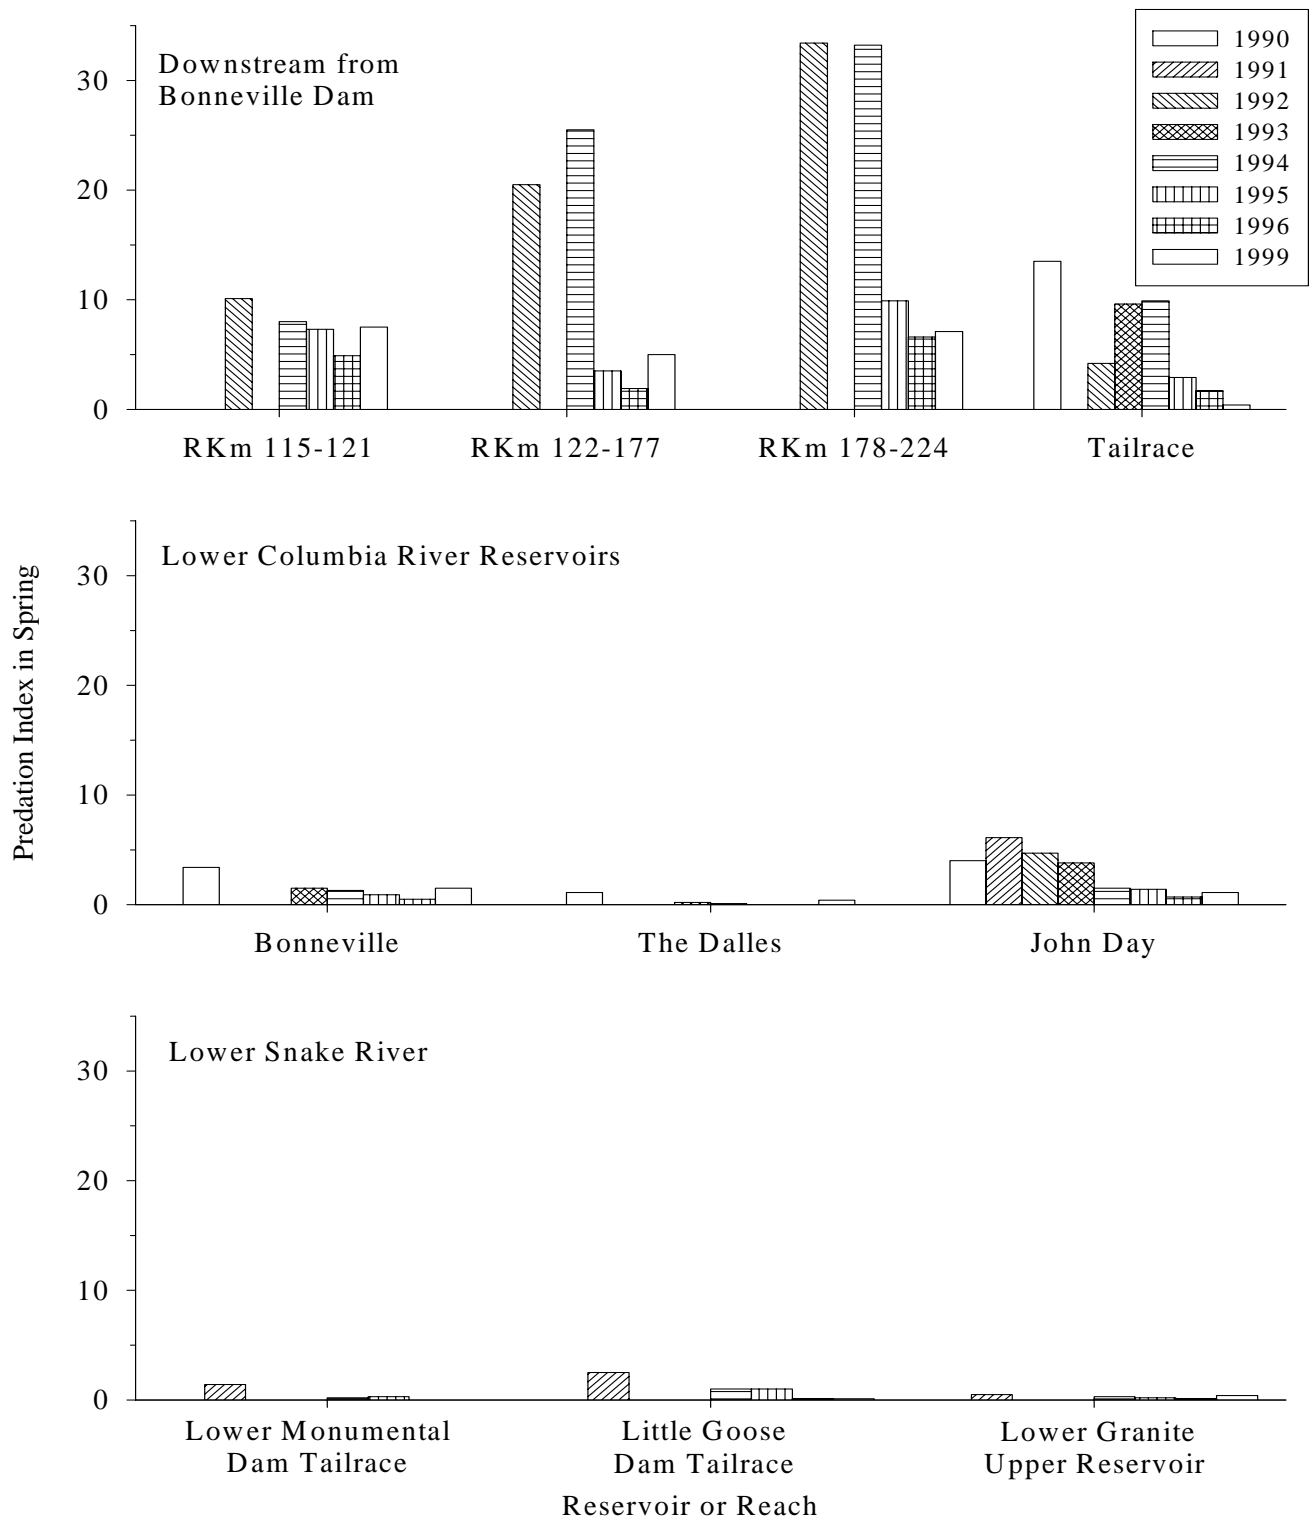 Downstream from
Bonneville Dam
1990
1991
1992
1993
1994
1995
1996
1999
30
20
10
0
RKm 115-121
RKm 122-177
RKm 178-224
Tailrace
Predation Index in Spring
Lower Columbia River Reservoirs
30
20
10
0
Bonneville
The Dalles
John Day
Lower Snake River
30
20
10
0
Lower Monumental
Dam Tailrace
Little Goose
Dam Tailrace
Lower Granite
Upper Reservoir
Reservoir or Reach